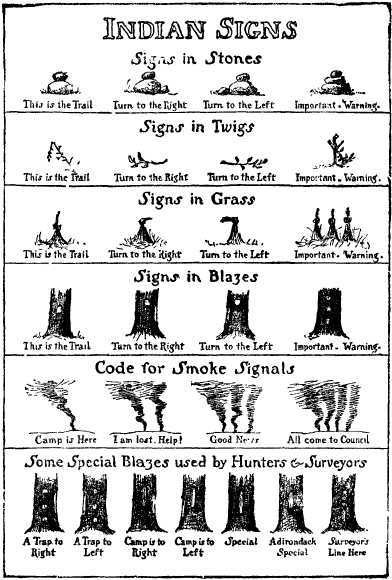 INDIAN SIGNS
Signs in Stones
This is the Trail Turn to the Right Turn to the Left Important. Warning.
Signs in Twigs
This is the Trail Turn to the Right Turn to the Left Important. Warning.
Signs in Grass
This is the Trail Turn to the Right Turn to the Left Important. Warning.
Signs in Blazes
This is the Trail Turn to the Right Turn to the Left Important. Warning.
Code for Smoke Signals
Camp is Here I am lost. Help! Good News All come to Council
Some Special Blazes used by Hunters & Surveyors
A Trap to Right
A Trap to Left
Camp is to Right
Camp is to Left
Special
Adirondack Special
Surveyor's Line Here